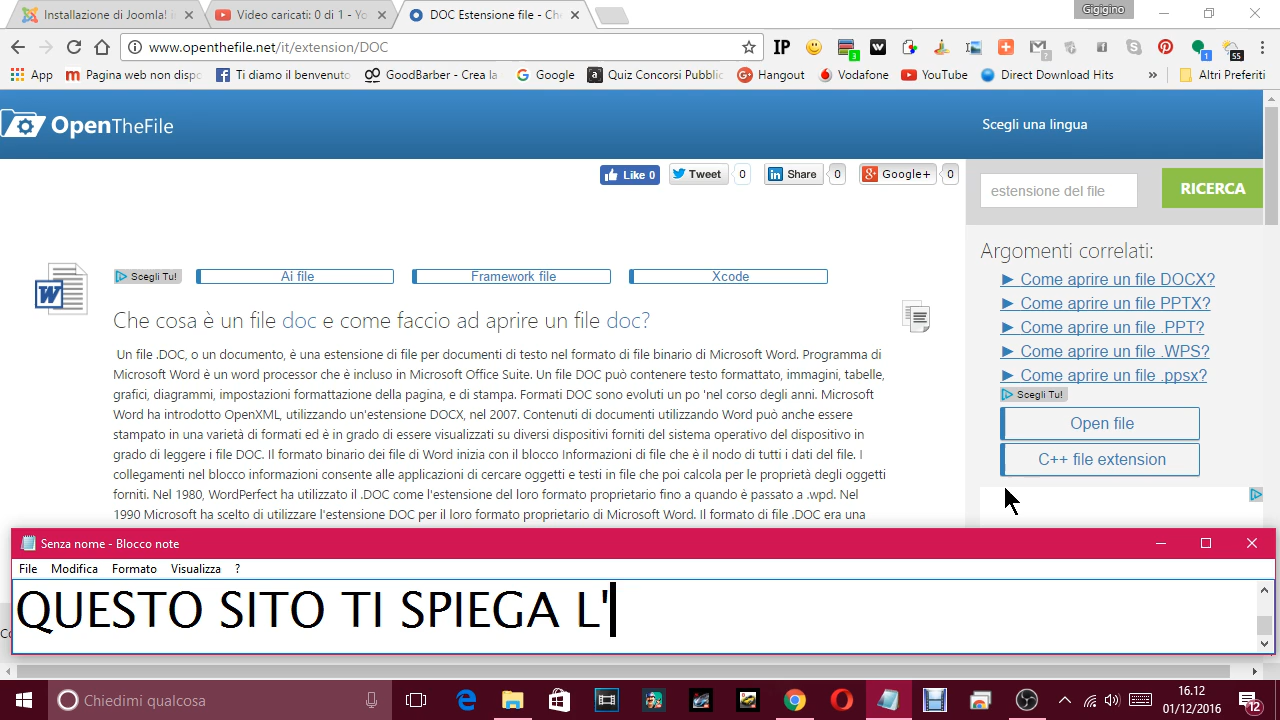 Installazione di Joomla! i
Video caricati: 0 di 1 - Yo
DOC Estensione file - Che
Gigigino
www.openthefile.net/it/extension/DOC
IP
App
Pagina web non dispo
Ti diamo il benvenuto
GoodBarber - Crea la
Google
Quiz Concorsi Pubblic
Hangout
Vodafone
YouTube
Direct Download Hits
»
Altri Preferiti
OpenTheFile
Scegli una lingua
Like 0
Tweet
0
Share
0
Google+
0
estensione del file
RICERCA
Scegli Tu!
Ai file
Framework file
Xcode
Che cosa è un file doc e come faccio ad aprire un file doc?
Un file .DOC, o un documento, è una estensione di file per documenti di testo nel formato di file binario di Microsoft Word. Programma di
Microsoft Word è un word processor che è incluso in Microsoft Office Suite. Un file DOC può contenere testo formattato, immagini, tabelle,
grafici, diagrammi, impostazioni formattazione della pagina, e di stampa. Formati DOC sono evoluti un po 'nel corso degli anni. Microsoft
Word ha introdotto OpenXML, utilizzando un'estensione DOCX, nel 2007. Contenuti di documenti utilizzando Word può anche essere
stampato in una varietà di formati ed è in grado di essere visualizzati su diversi dispositivi forniti del sistema operativo del dispositivo in
grado di leggere i file DOC. Il formato binario dei file di Word inizia con il blocco Informazioni di file che è il nodo di tutti i dati del file. I
collegamenti nel blocco informazioni consente alle applicazioni di cercare oggetti e testi in file che poi calcola per le proprietà degli oggetti
forniti. Nel 1980, WordPerfect ha utilizzato il .DOC come l'estensione del loro formato proprietario fino a quando è passato a .wpd. Nel
1990 Microsoft ha scelto di utilizzare l'estensione DOC per il loro formato proprietario di Microsoft Word. Il formato di file .DOC era una
Argomenti correlati:
► Come aprire un file DOCX?
► Come aprire un file PPTX?
► Come aprire un file .PPT?
► Come aprire un file .WPS?
► Come aprire un file .ppsx?
Scegli Tu!
Open file
C++ file extension
Senza nome - Blocco note
File
Modifica
Formato
Visualizza
?
QUESTO SITO TI SPIEGA L'
Chiedimi qualcosa
16.12
01/12/2016
12